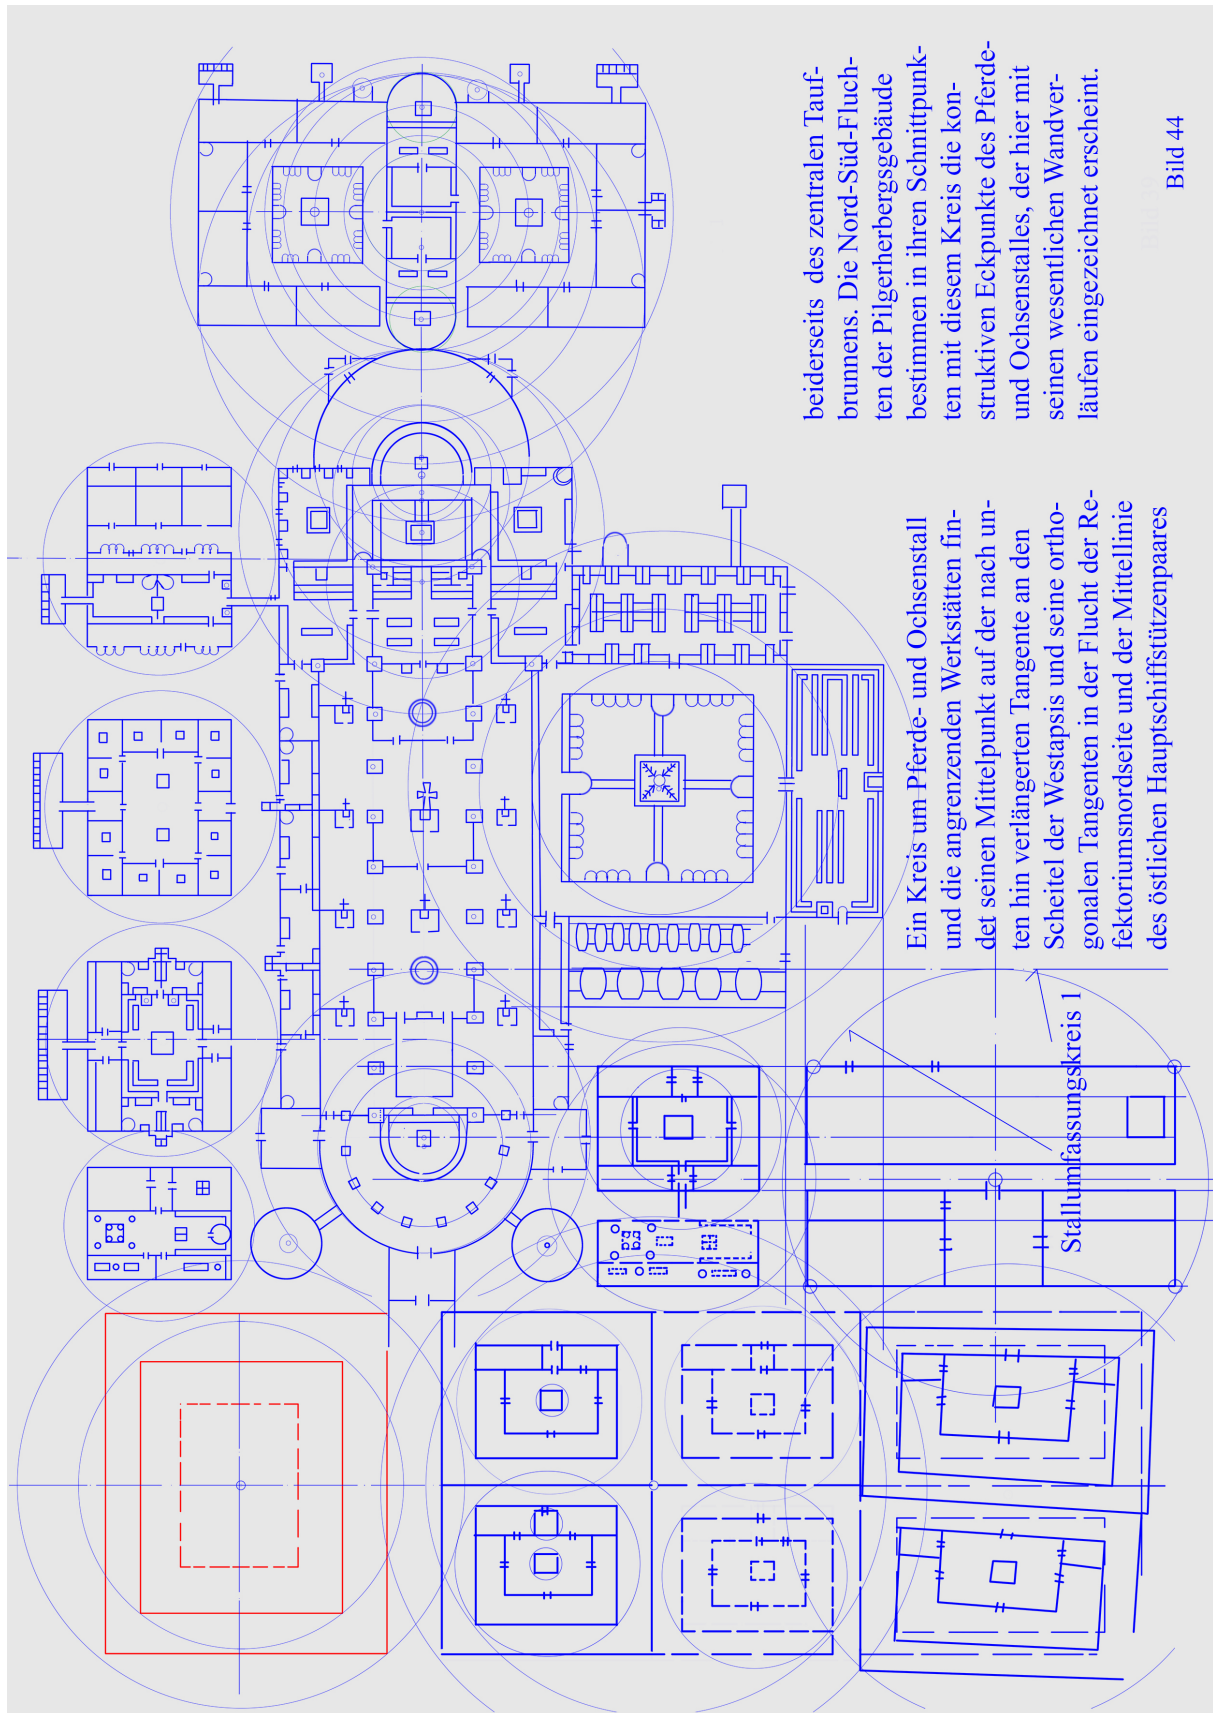 Ein Kreis um Pferde- und Ochsenstall
und die angrenzenden Werkstätten fin-
det seinen Mittelpunkt auf der nach un-
ten hin verlängerten Tangente an den
Scheitel der Westapsis und seine ortho-
gonalen Tangenten in der Flucht der Re-
fektoriumsnordseite und der Mittellinie
des östlichen Hauptschiffstützenpaares
beiderseits des zentralen Tauf-
brunnens. Die Nord-Süd-Fluch-
ten der Pilgerherbergsgebäude
bestimmen in ihren Schnittpunk-
ten mit diesem Kreis die kon-
struktiven Eckpunkte des Pferde-
und Ochsenstalles, der hier mit
seinen wesentlichen Wandver-
läufen eingezeichnet erscheint.
Stallumfassungskreis 1
Bild 44